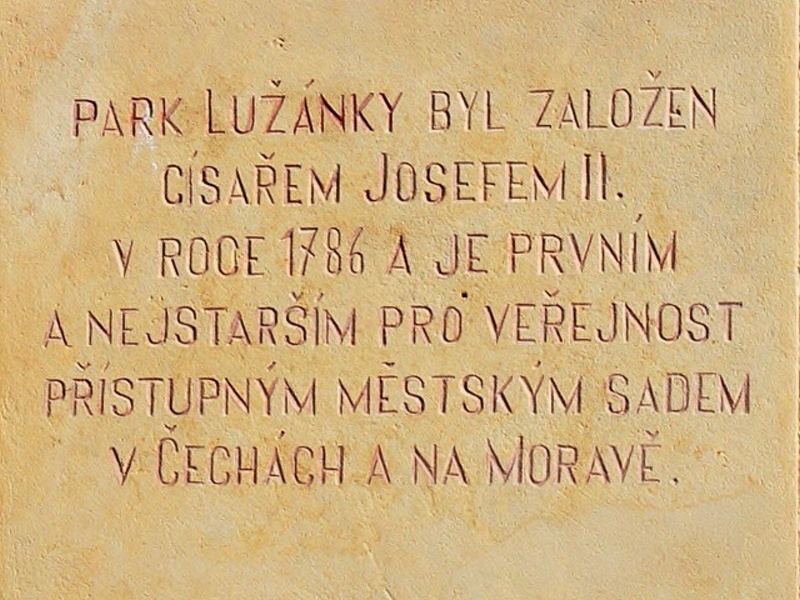 PARK LUŽÁNKY BYL ZALOŽEN
CÍSAŘEM JOSEFEM II.
V ROCE 1786 A JE PRVNÍM
A NEJSTARŠÍM PRO VEŘEJNOST
PŘÍSTUPNÝM MĚSTSKÝM SADEM
V ČECHÁCH A NA MORAVĚ.